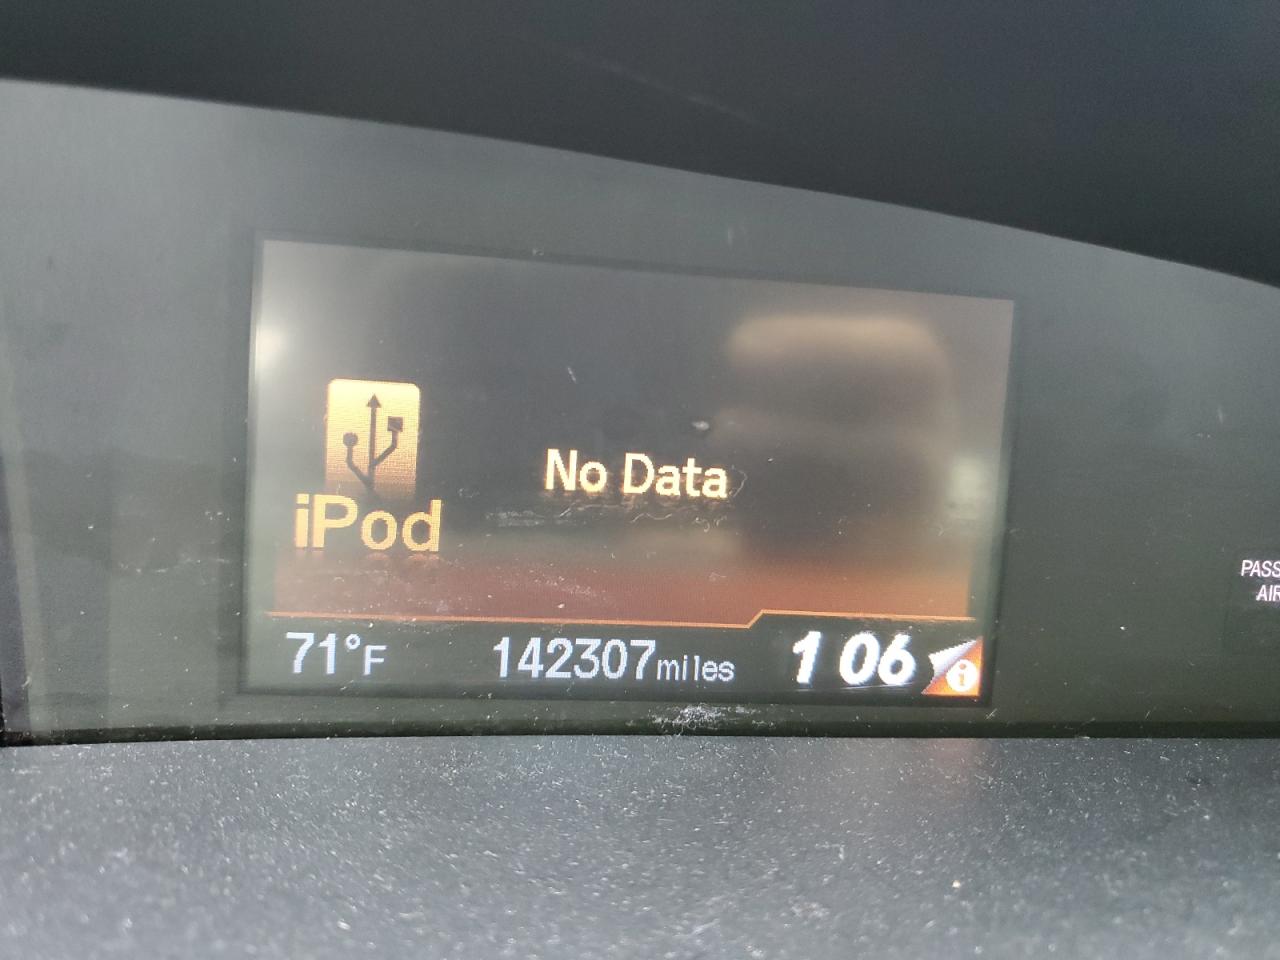 No Data
iPod
71°F 142307miles 1 06 i
PASS
AIR